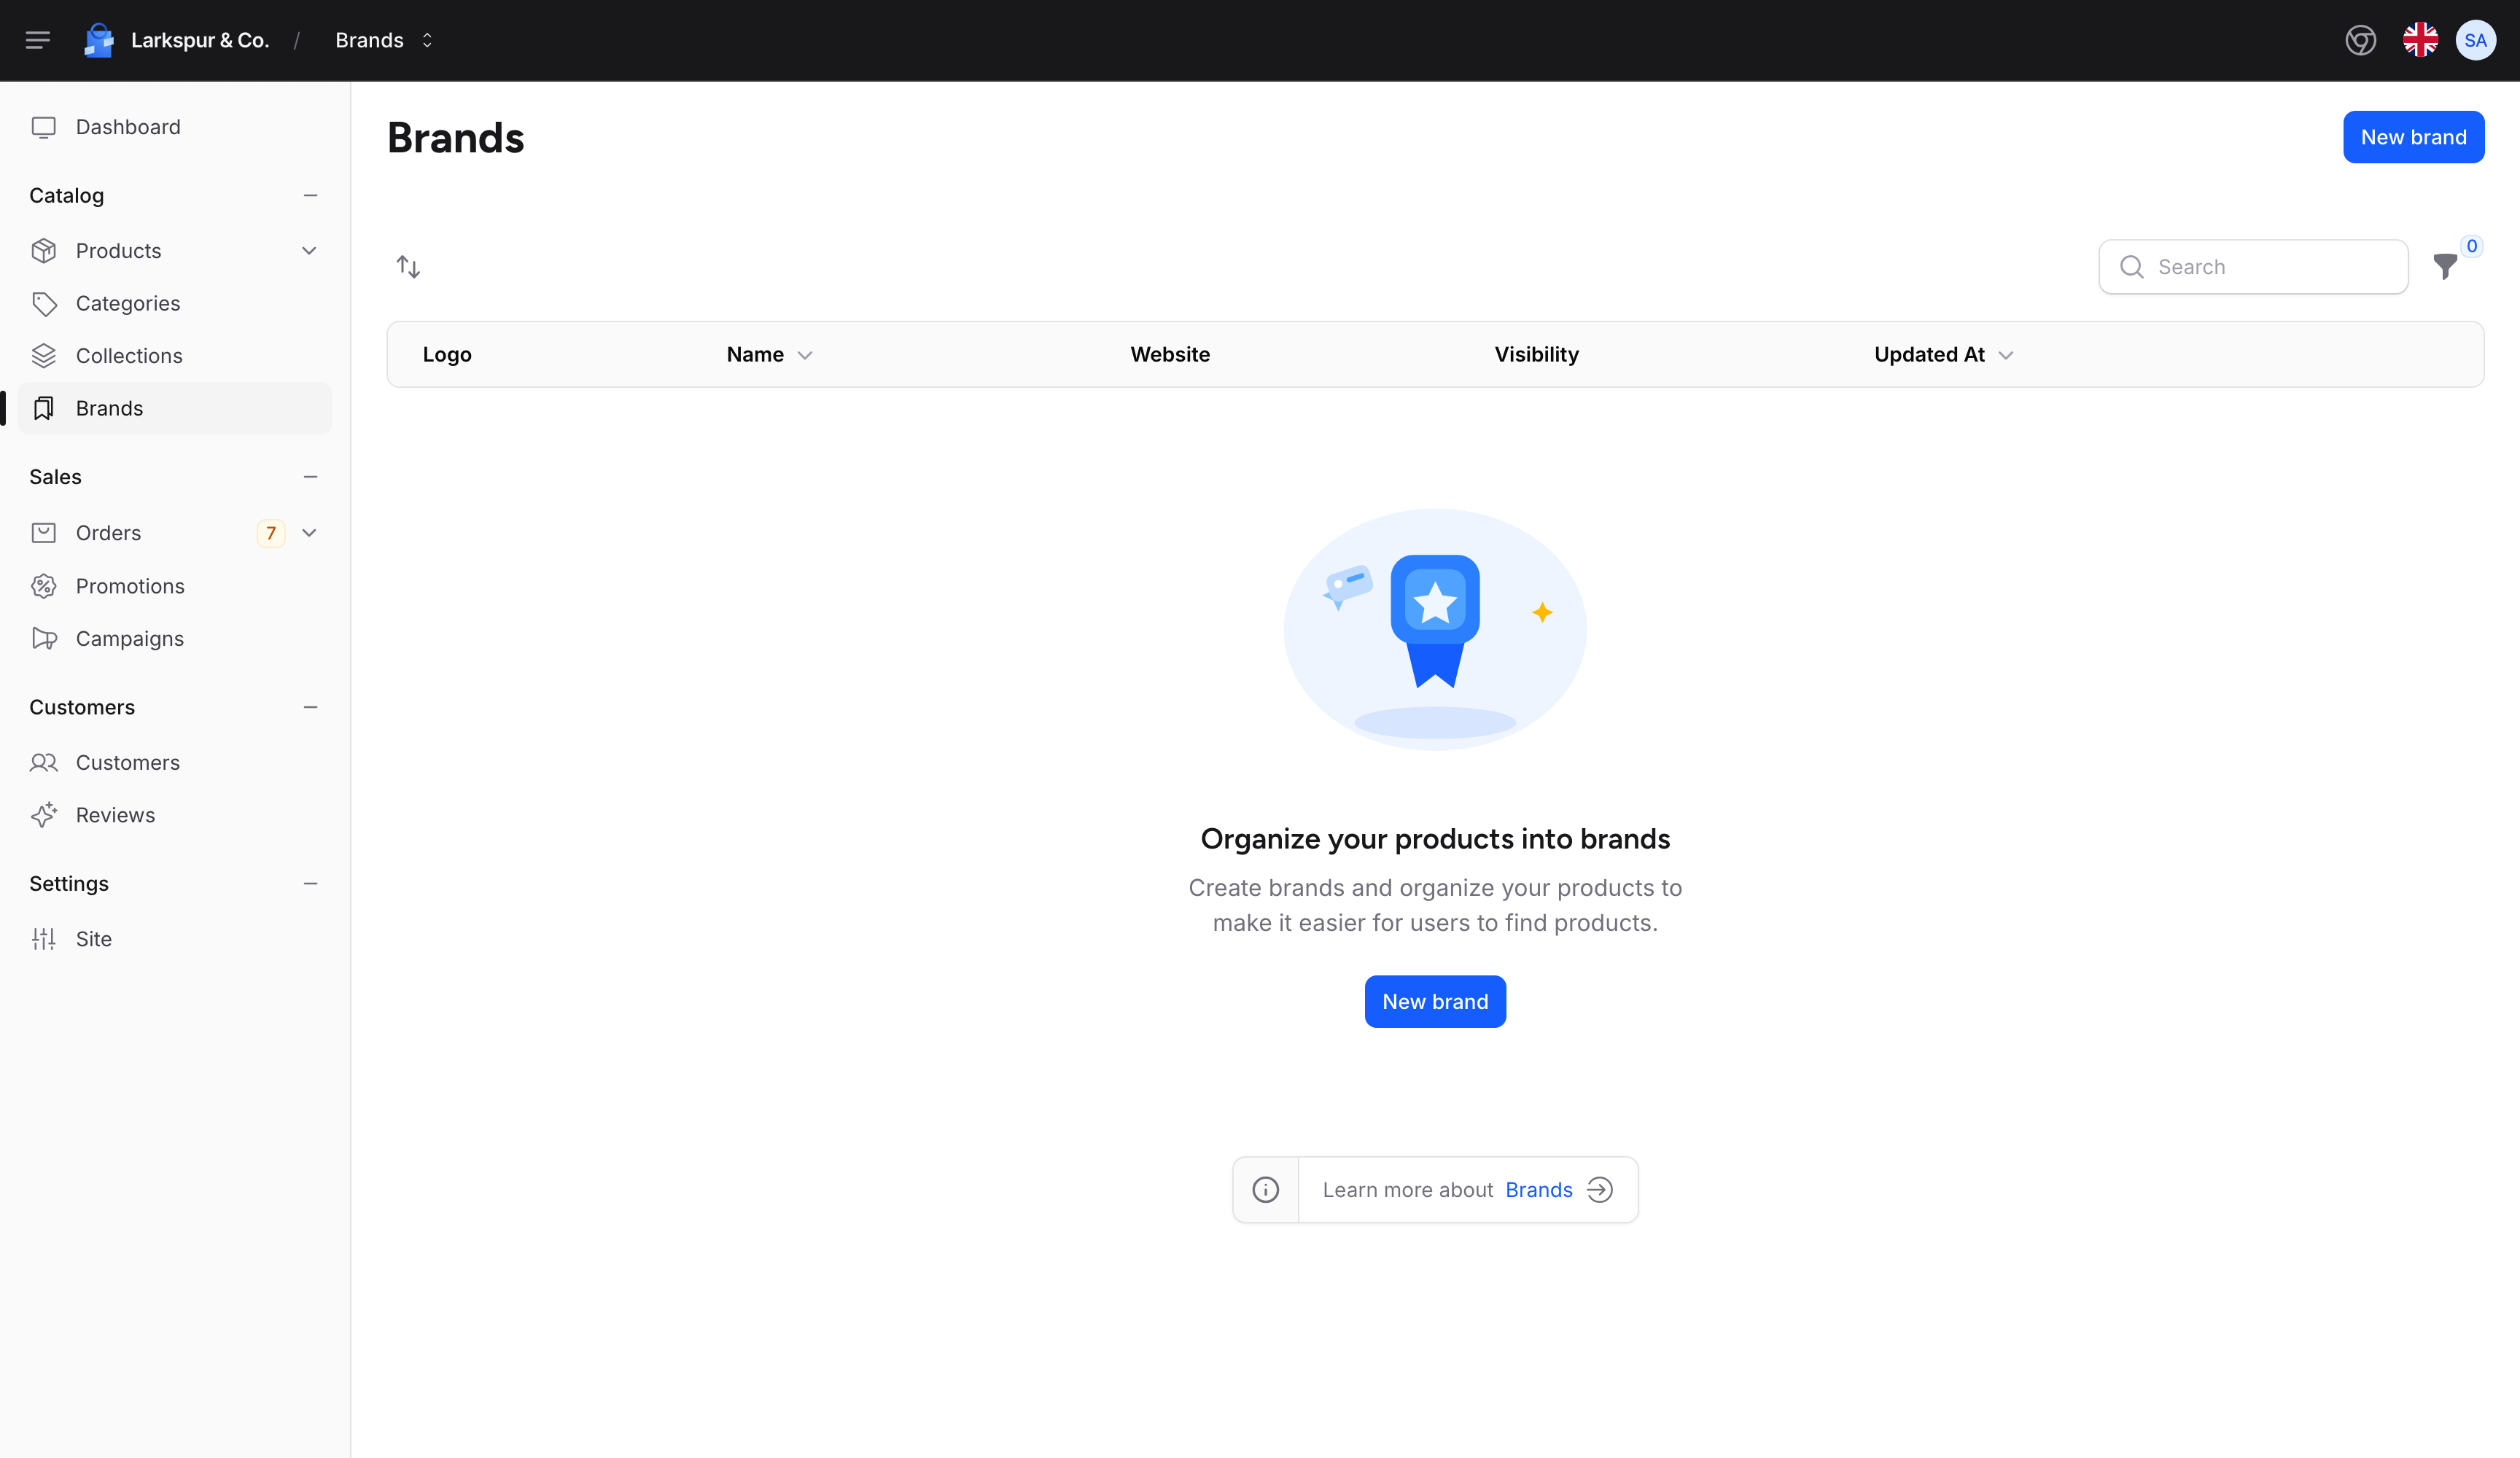 Larkspur & Co. / Brands
SA
Dashboard
Catalog
Products
Categories
Collections
Brands
Sales
Orders 7
Promotions
Campaigns
Customers
Customers
Reviews
Settings
Site
Brands
New brand
Search
0
Logo Name Website Visibility Updated At
Organize your products into brands
Create brands and organize your products to
make it easier for users to find products.
New brand
Learn more about Brands